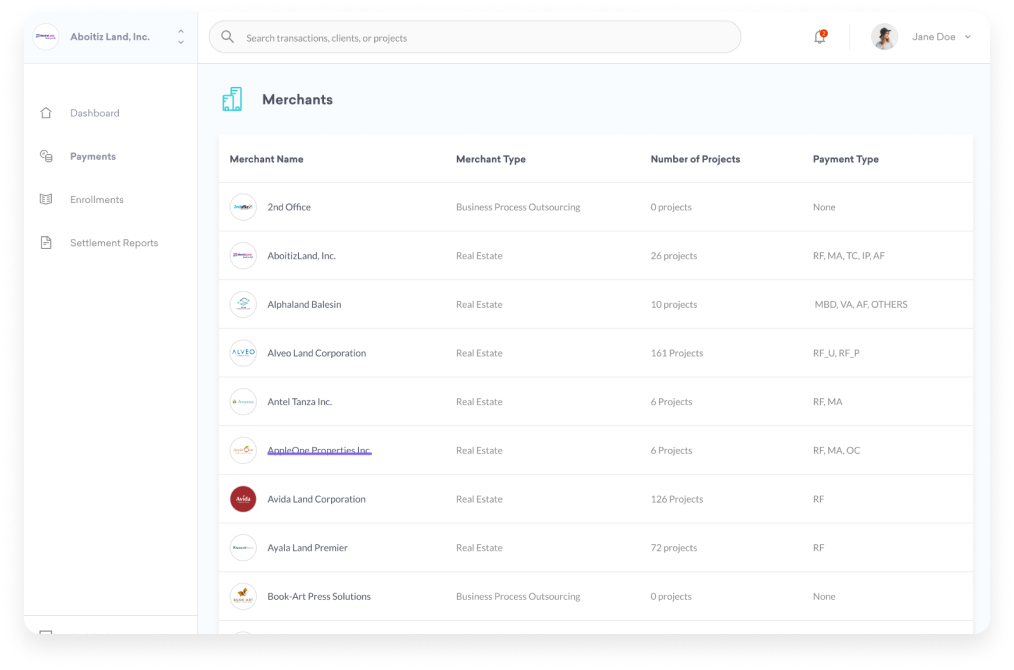 Aboitiz Land, Inc.
Search transactions, clients, or projects
2
Jane Doe
Dashboard
Payments
Enrollments
Settlement Reports
Merchants
Merchant Name Merchant Type Number of Projects Payment Type
2nd Office Business Process Outsourcing 0 projects None
AboitizLand, Inc. Real Estate 26 projects RF, MA, TC, IP, AF
Alphaland Balesin Real Estate 10 projects MBD, VA, AF, OTHERS
ALVEO Alveo Land Corporation Real Estate 161 Projects RF_U, RF_P
Antel Tanza Inc. Real Estate 6 Projects RF, MA
AppleOne Properties Inc. Real Estate 6 Projects RF, MA, OC
Avida Avida Land Corporation Real Estate 126 Projects RF
Ayala Land Premier Real Estate 72 projects RF
BOOK-ART Book-Art Press Solutions Business Process Outsourcing 0 projects None